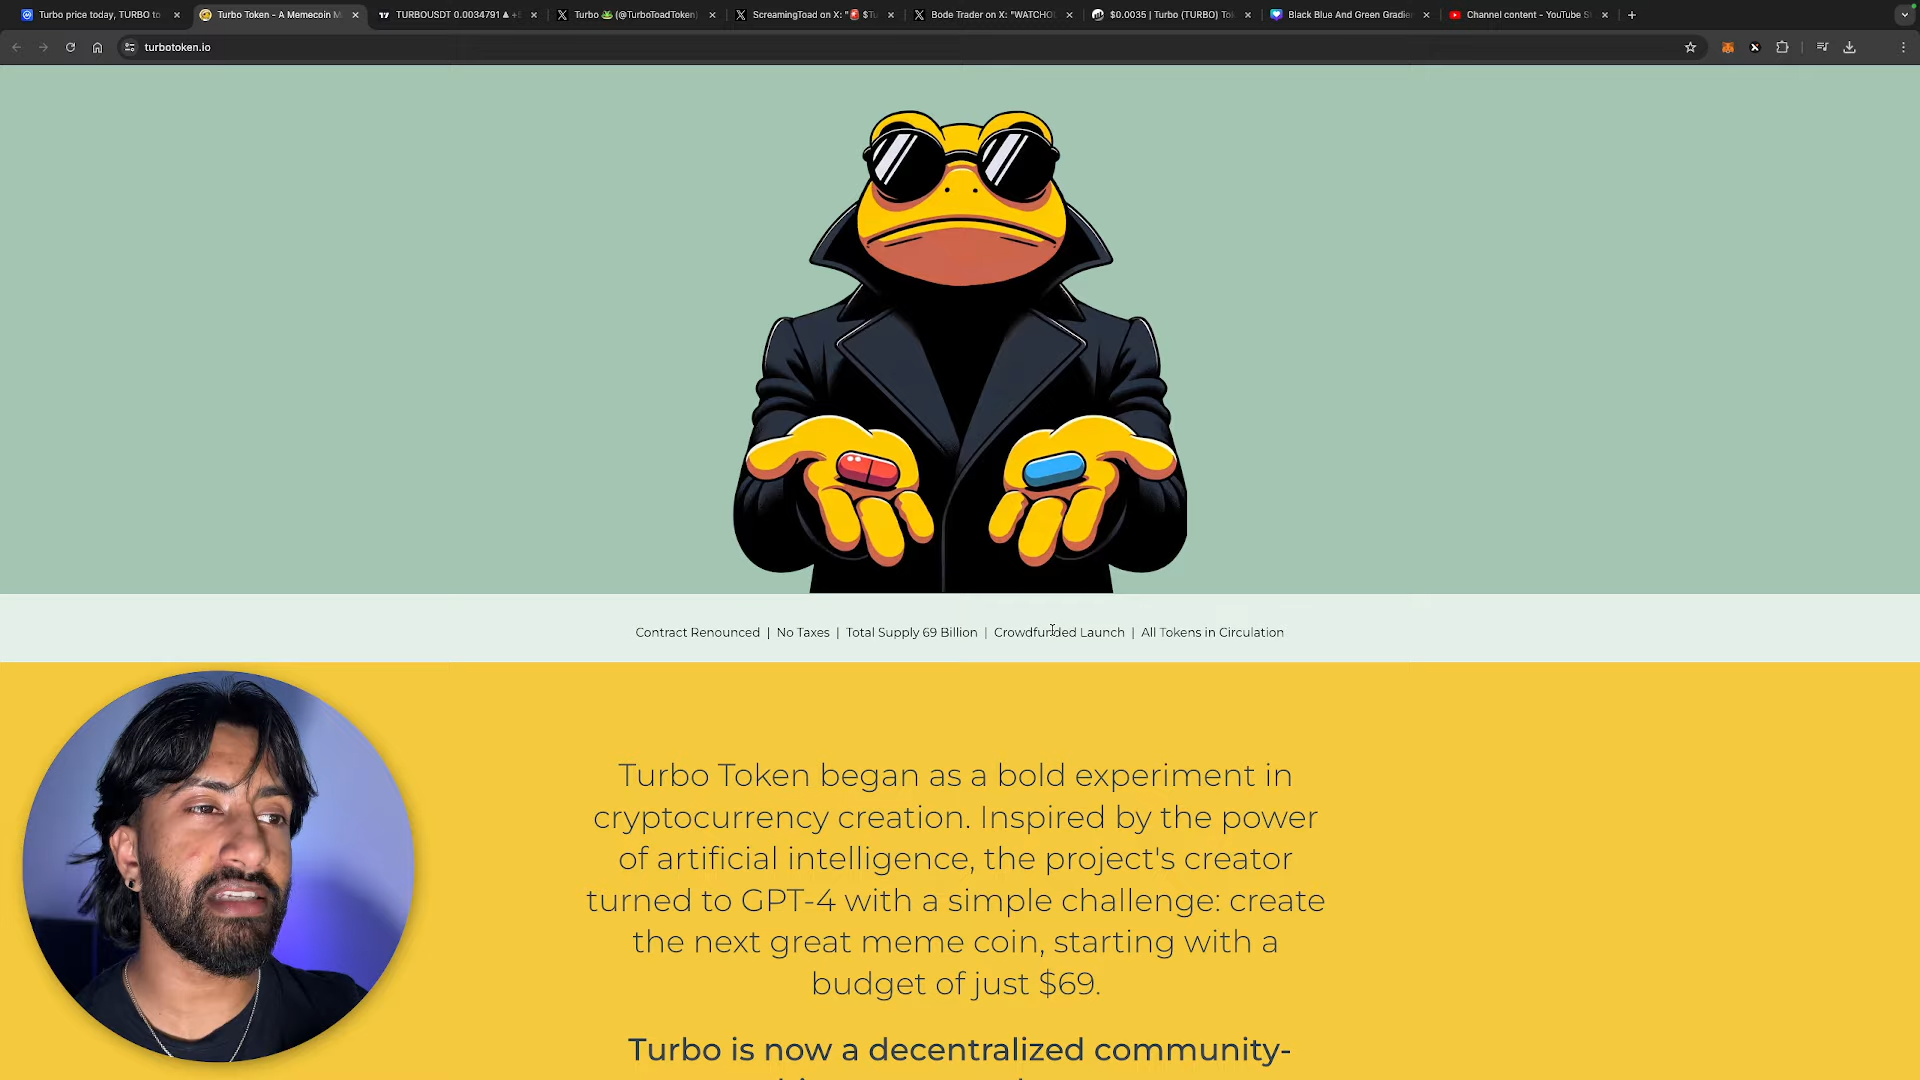 Turbo price today, TURBO to
Turbo Token - A Memecoin M
TURBOUSDT 0.0034791 ▲ +
Turbo 🐸 (@TurboToadToken)
ScreamingToad on X: "🚨 $Tu
Bode Trader on X: "WATCHOU
$0.0035 | Turbo (TURBO) To
Black Blue And Green Gradie
Channel content - YouTube S
turbotoken.io
Contract Renounced | No Taxes | Total Supply 69 Billion | Crowdfunded Launch | All Tokens in Circulation
Turbo Token began as a bold experiment in
cryptocurrency creation. Inspired by the power
of artificial intelligence, the project's creator
turned to GPT-4 with a simple challenge: create
the next great meme coin, starting with a
budget of just $69.
Turbo is now a decentralized community-